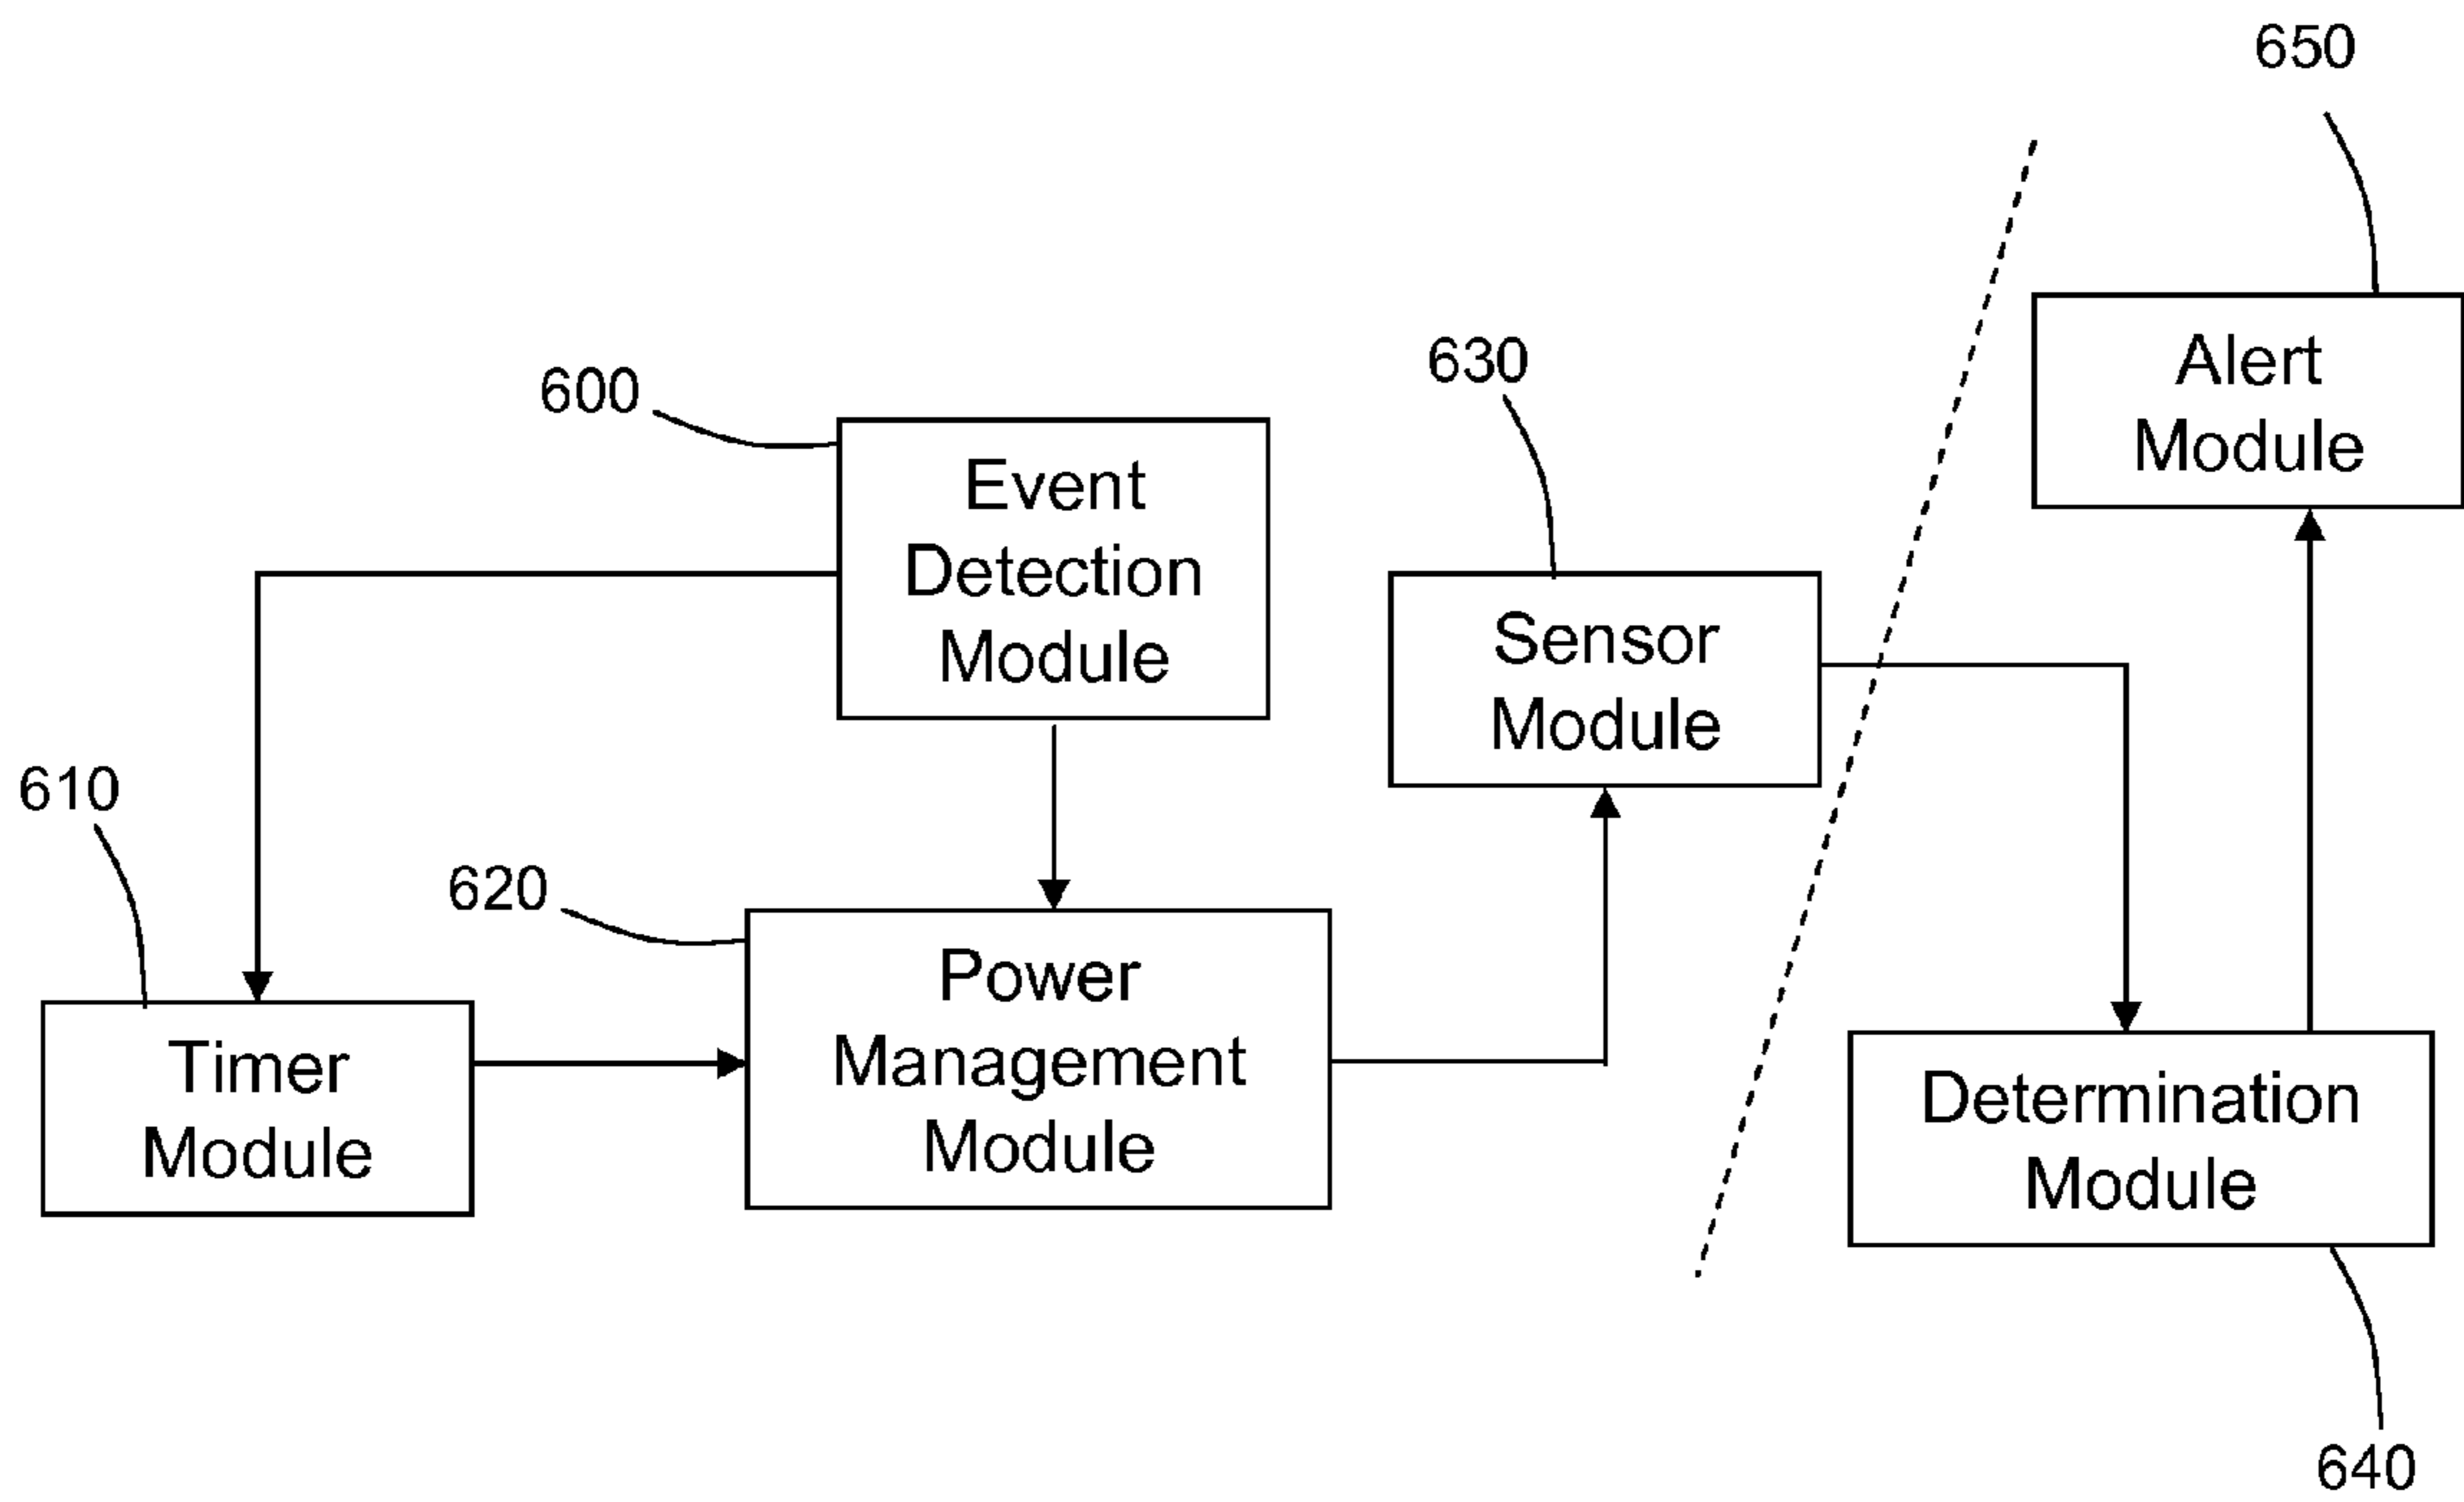 650
Alert
Module
630
Sensor
Module
600
Event
Detection
Module
610
Timer
Module
620
Power
Management
Module
Determination
Module
640